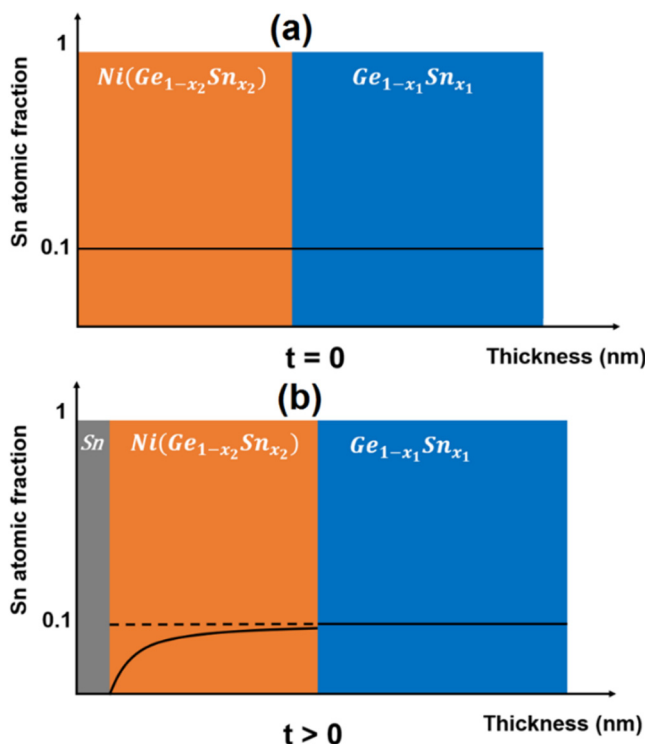 (a)
1
Ni(Ge₁₋ₓ₂Snₓ₂)
Ge₁₋ₓ₁Snₓ₁
Sn atomic fraction
0.1
t = 0
Thickness (nm)
(b)
1
Sn
Ni(Ge₁₋ₓ₂Snₓ₂)
Ge₁₋ₓ₁Snₓ₁
Sn atomic fraction
0.1
t > 0
Thickness (nm)